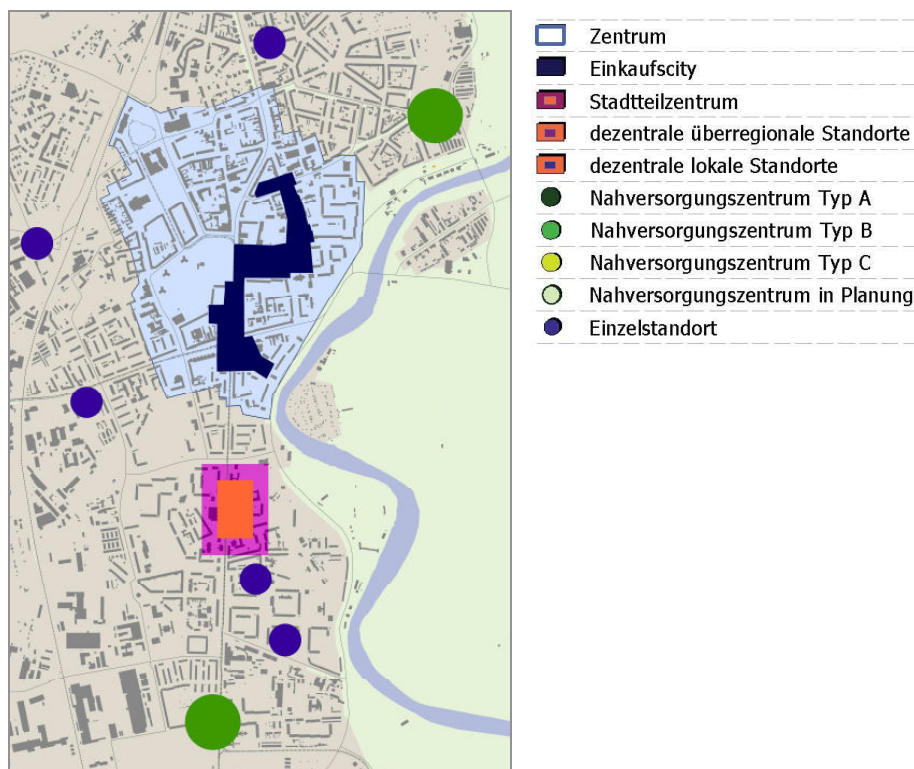 Zentrum
Einkaufscity
Stadtteilzentrum
dezentrale überregionale Standorte
dezentrale lokale Standorte
Nahversorgungszentrum Typ A
Nahversorgungszentrum Typ B
Nahversorgungszentrum Typ C
Nahversorgungszentrum in Planung
Einzelstandort